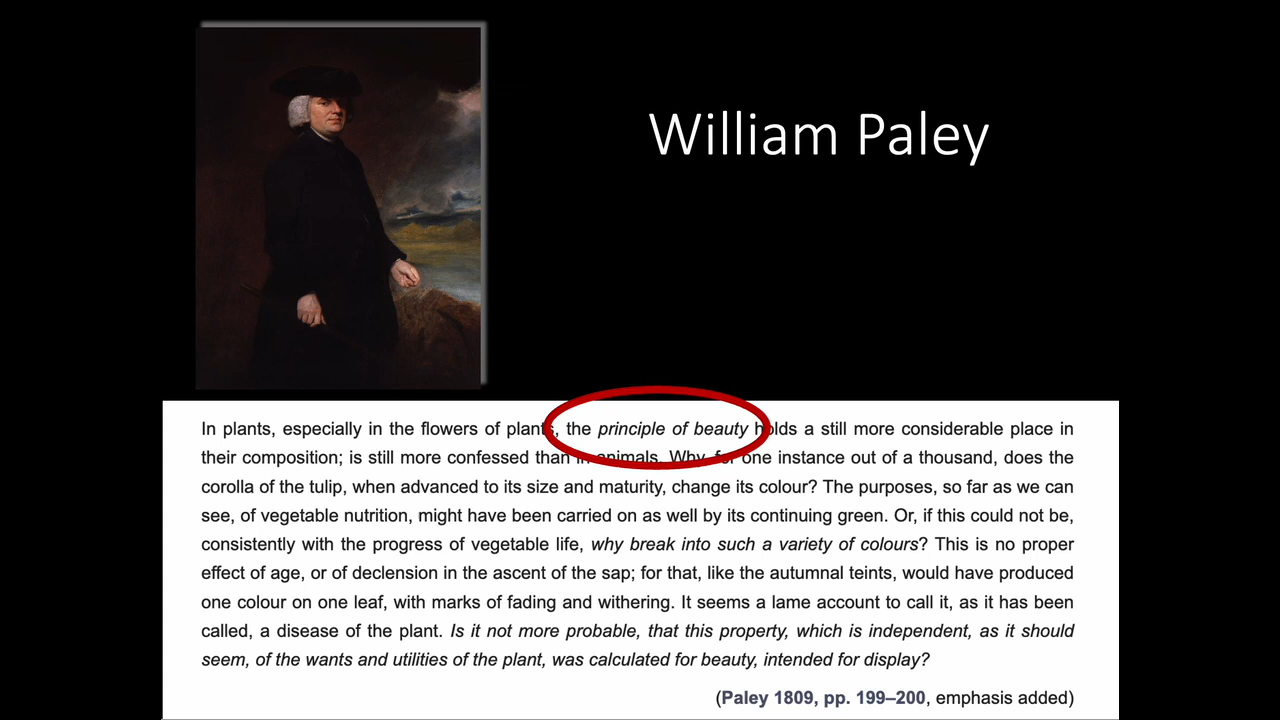 William Paley
In plants, especially in the flowers of plants, the principle of beauty holds a still more considerable place in
their composition; is still more confessed than in animals. Why, for one instance out of a thousand, does the
corolla of the tulip, when advanced to its size and maturity, change its colour? The purposes, so far as we can
see, of vegetable nutrition, might have been carried on as well by its continuing green. Or, if this could not be,
consistently with the progress of vegetable life, why break into such a variety of colours? This is no proper
effect of age, or of declension in the ascent of the sap; for that, like the autumnal teints, would have produced
one colour on one leaf, with marks of fading and withering. It seems a lame account to call it, as it has been
called, a disease of the plant. Is it not more probable, that this property, which is independent, as it should
seem, of the wants and utilities of the plant, was calculated for beauty, intended for display?
(Paley 1809, pp. 199–200, emphasis added)